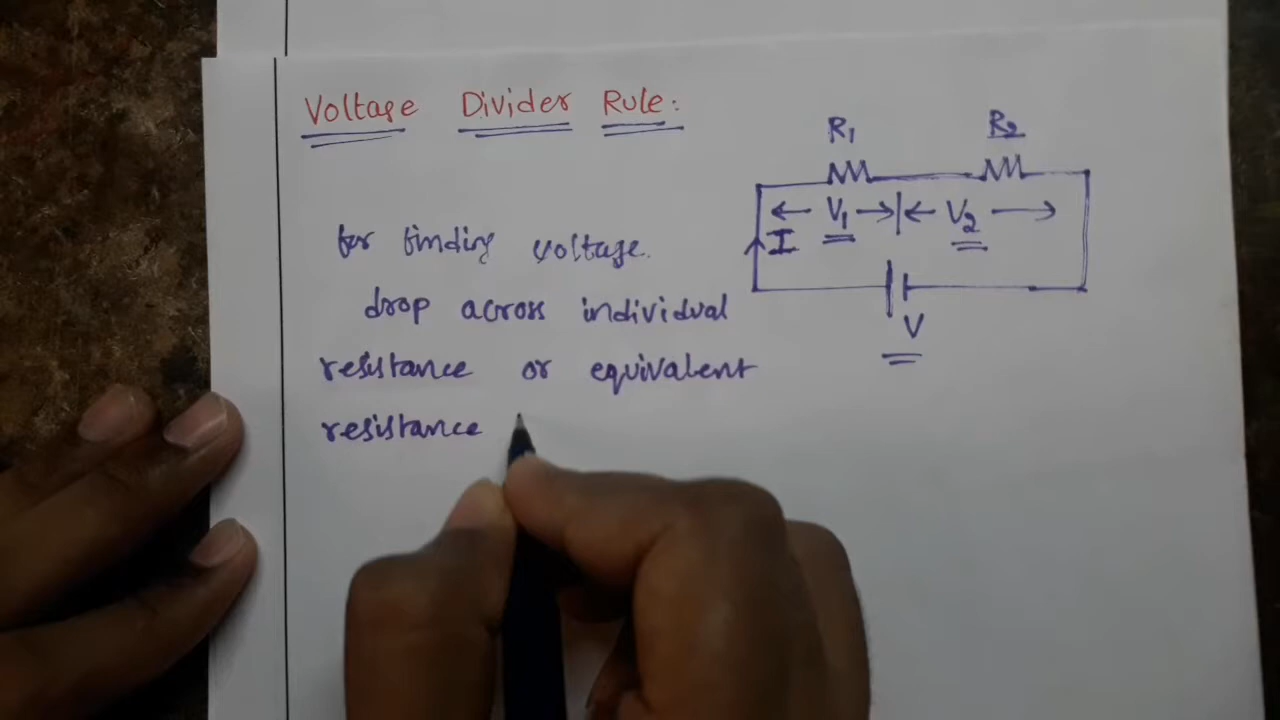 Voltage Divider Rule:
R1 R2
V1 V2
I
V
for finding voltage.
drop across individual
resistance or equivalent
resistance